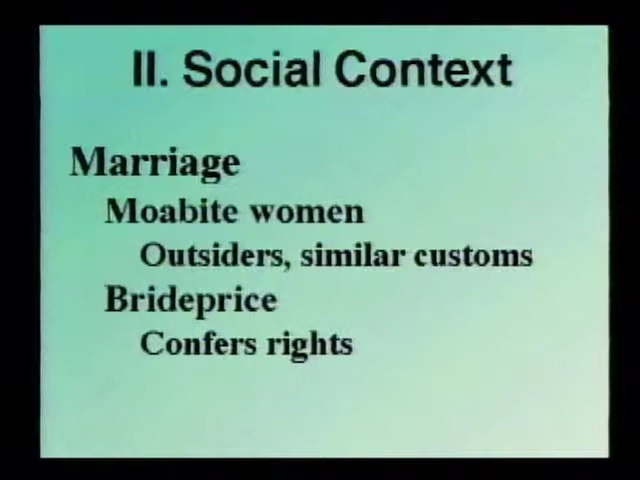 II. Social Context
Marriage
Moabite women
Outsiders, similar customs
Brideprice
Confers rights